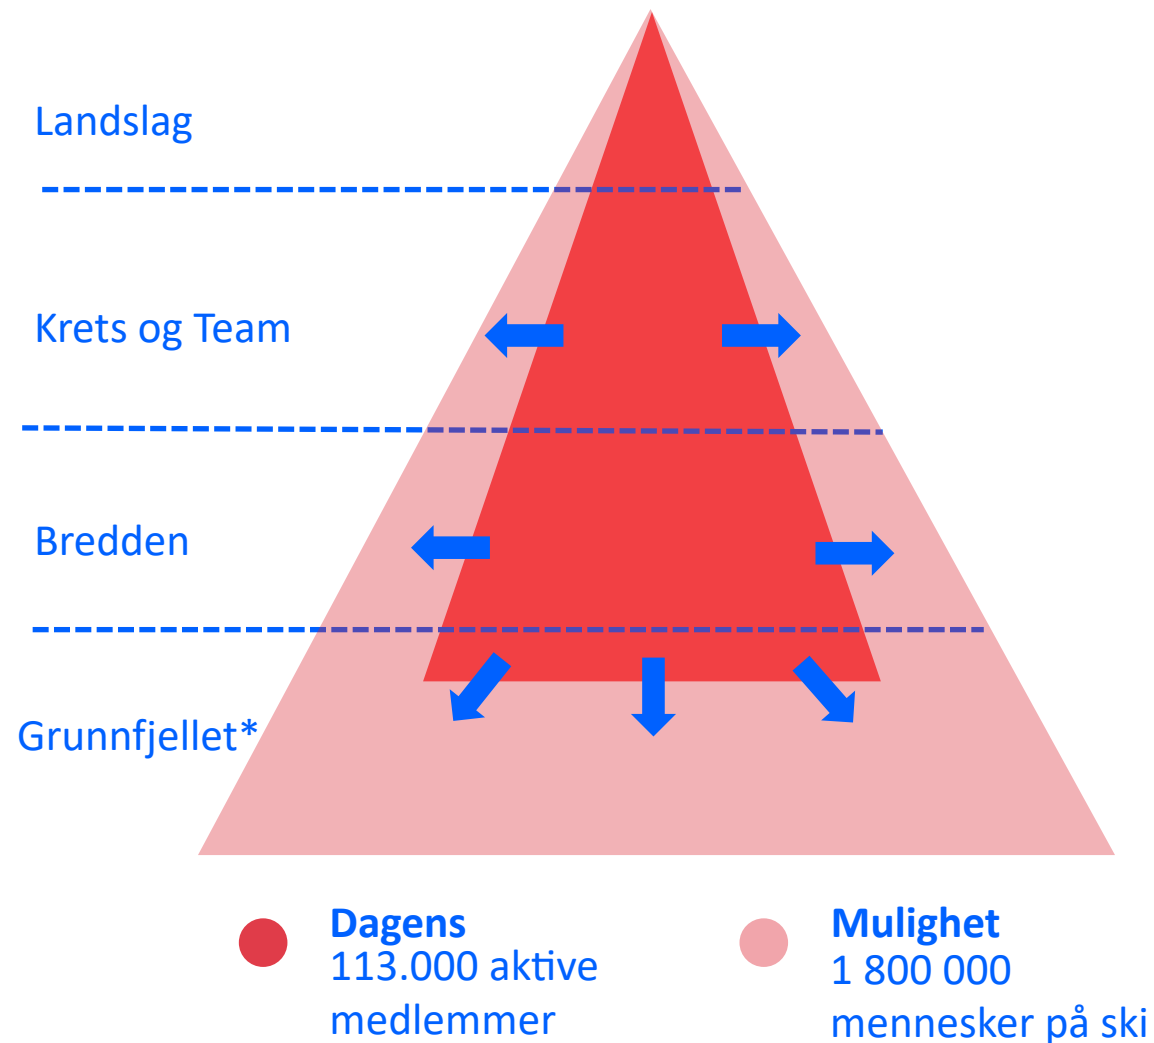 Landslag
Krets og Team
Bredden
Grunnfjellet*
Dagens
113.000 aktive
medlemmer
Mulighet
1 800 000
mennesker på ski